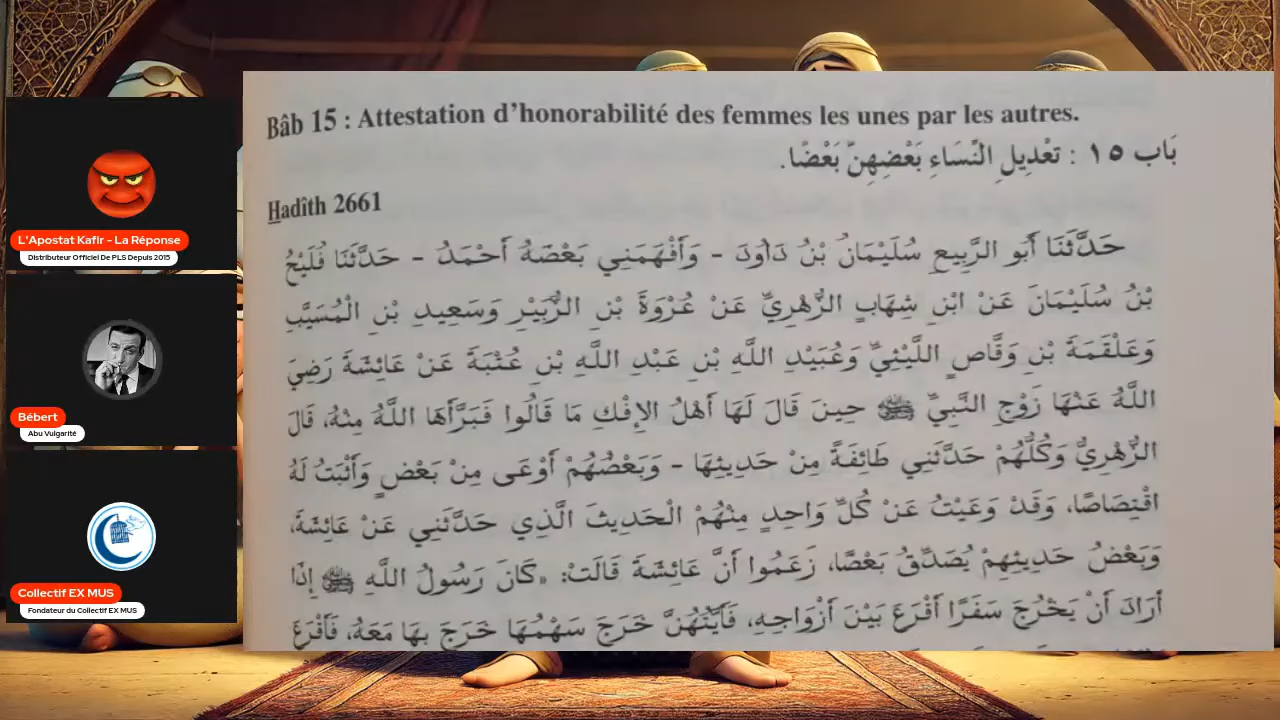 L'Apostat Kafir - La Réponse
Distributeur Officiel De PLS Depuis 2015
Bébert
Abu Vulgarité
Collectif EX MUS
Fondateur du Collectif EX MUS
Bâb 15 : Attestation d'honorabilité des femmes les unes par les autres.
بَاب ١٥ : تَعْدِيلِ النِّسَاءِ بَعْضِهِنَّ بَعْضًا.
Hadîth 2661
حَدَّثَنَا أَبُو الرَّبِيعِ سُلَيْمَانُ بْنُ دَاوُدَ – وَأَفْهَمَنِي بَعْضَهُ أَحْمَدُ – حَدَّثَنَا فُلَيْحُ
بْنُ سُلَيْمَانَ عَنْ ابْنِ شِهَابٍ الزُّهْرِيِّ عَنْ عُرْوَةَ بْنِ الزُّبَيْرِ وَسَعِيدِ بْنِ الْمُسَيَّبِ
وَعَلْقَمَةَ بْنِ وَقَّاصٍ اللَّيْثِيِّ وَعُبَيْدِ اللَّهِ بْنِ عَبْدِ اللَّهِ بْنِ عُتْبَةَ عَنْ عَائِشَةَ رَضِيَ
اللَّهُ عَنْهَا زَوْجِ النَّبِيِّ ﷺ حِينَ قَالَ لَهَا أَهْلُ الإِفْكِ مَا قَالُوا فَبَرَّأَهَا اللَّهُ مِنْهُ، قَالَ
الزُّهْرِيُّ وَكُلُّهُمْ حَدَّثَنِي طَائِفَةً مِنْ حَدِيثِهَا – وَبَعْضُهُمْ أَوْعَى مِنْ بَعْضٍ وَأَثْبَتُ لَهُ
اقْتِصَاصًا، وَقَدْ وَعَيْتُ عَنْ كُلِّ وَاحِدٍ مِنْهُمْ الْحَدِيثَ الَّذِي حَدَّثَنِي عَنْ عَائِشَةَ،
وَبَعْضُ حَدِيثِهِمْ يُصَدِّقُ بَعْضًا، زَعَمُوا أَنَّ عَائِشَةَ قَالَتْ: «كَانَ رَسُولُ اللَّهِ ﷺ إِذَا
أَرَادَ أَنْ يَخْرُجَ سَفَرًا أَقْرَعَ بَيْنَ أَزْوَاجِهِ، فَأَيَّتُهُنَّ خَرَجَ سَهْمُهَا خَرَجَ بِهَا مَعَهُ، فَأَقْرَعَ